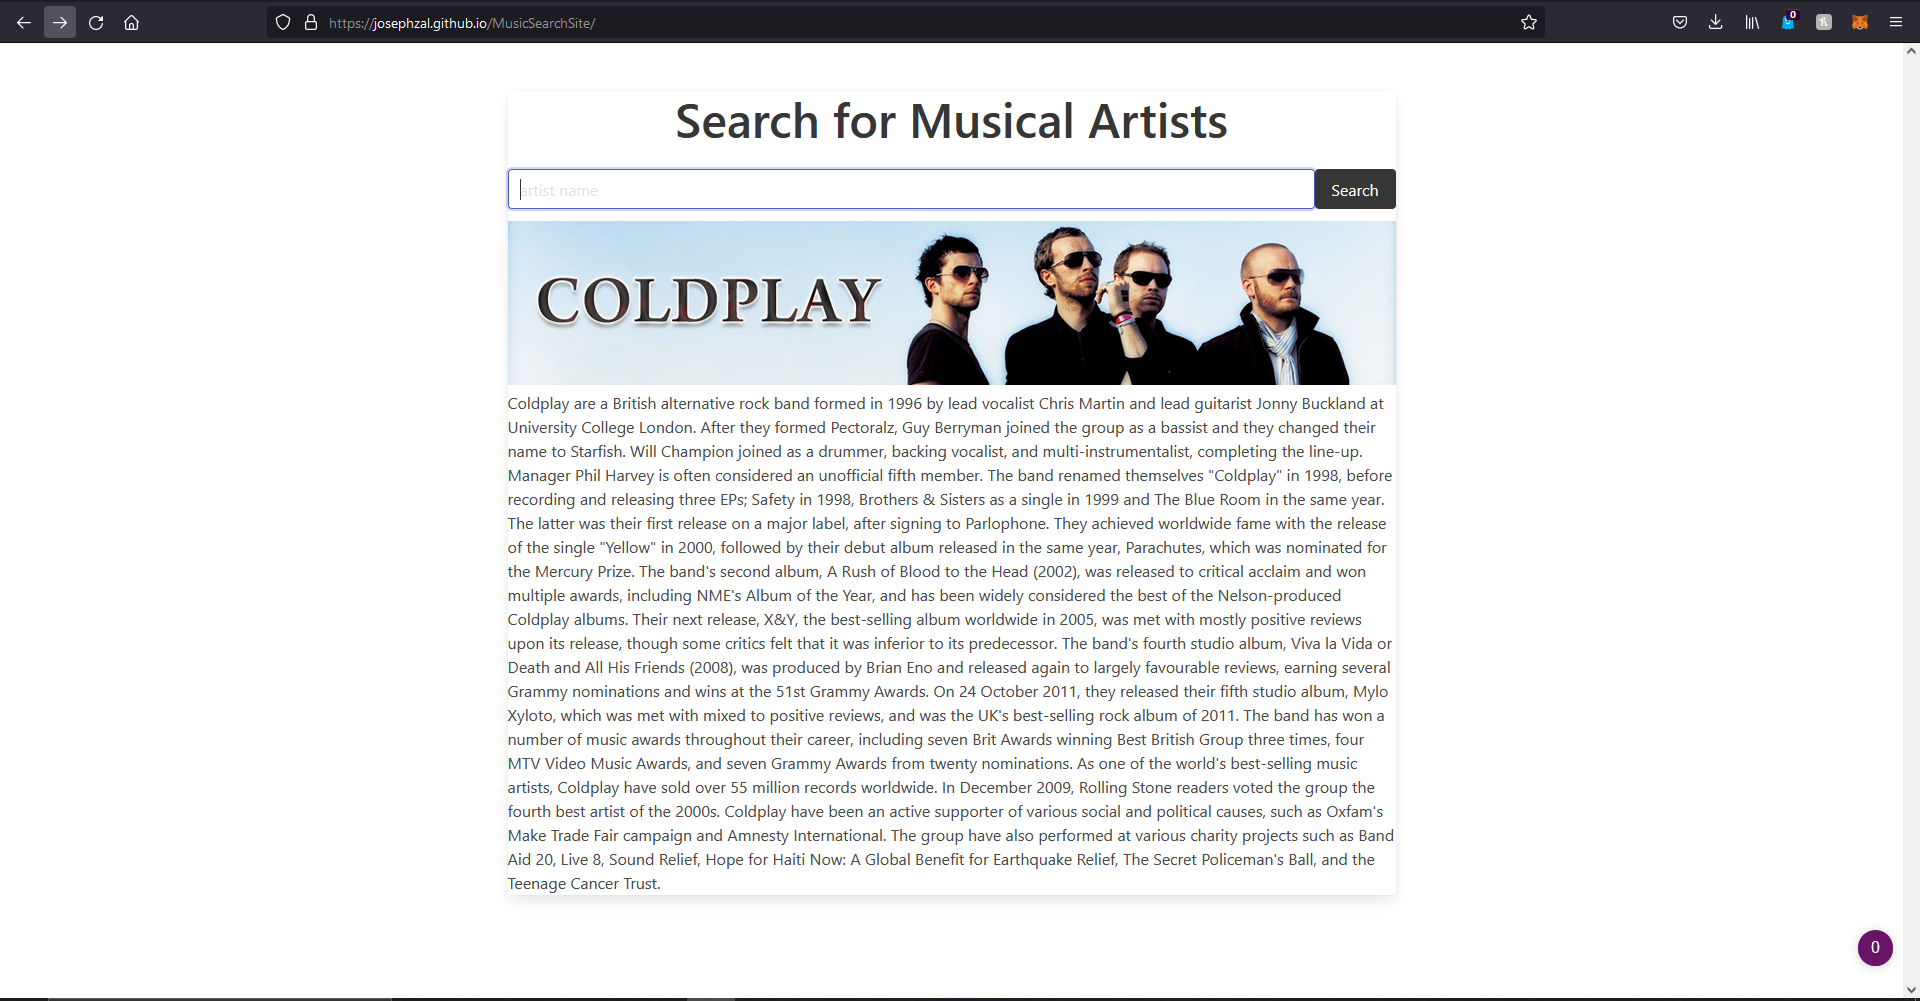 https://josephzal.github.io/MusicSearchSite/
0
Search for Musical Artists
artist name
Search
COLDPLAY
Coldplay are a British alternative rock band formed in 1996 by lead vocalist Chris Martin and lead guitarist Jonny Buckland at
University College London. After they formed Pectoralz, Guy Berryman joined the group as a bassist and they changed their
name to Starfish. Will Champion joined as a drummer, backing vocalist, and multi-instrumentalist, completing the line-up.
Manager Phil Harvey is often considered an unofficial fifth member. The band renamed themselves "Coldplay" in 1998, before
recording and releasing three EPs; Safety in 1998, Brothers & Sisters as a single in 1999 and The Blue Room in the same year.
The latter was their first release on a major label, after signing to Parlophone. They achieved worldwide fame with the release
of the single "Yellow" in 2000, followed by their debut album released in the same year, Parachutes, which was nominated for
the Mercury Prize. The band's second album, A Rush of Blood to the Head (2002), was released to critical acclaim and won
multiple awards, including NME's Album of the Year, and has been widely considered the best of the Nelson-produced
Coldplay albums. Their next release, X&Y, the best-selling album worldwide in 2005, was met with mostly positive reviews
upon its release, though some critics felt that it was inferior to its predecessor. The band's fourth studio album, Viva la Vida or
Death and All His Friends (2008), was produced by Brian Eno and released again to largely favourable reviews, earning several
Grammy nominations and wins at the 51st Grammy Awards. On 24 October 2011, they released their fifth studio album, Mylo
Xyloto, which was met with mixed to positive reviews, and was the UK's best-selling rock album of 2011. The band has won a
number of music awards throughout their career, including seven Brit Awards winning Best British Group three times, four
MTV Video Music Awards, and seven Grammy Awards from twenty nominations. As one of the world's best-selling music
artists, Coldplay have sold over 55 million records worldwide. In December 2009, Rolling Stone readers voted the group the
fourth best artist of the 2000s. Coldplay have been an active supporter of various social and political causes, such as Oxfam's
Make Trade Fair campaign and Amnesty International. The group have also performed at various charity projects such as Band
Aid 20, Live 8, Sound Relief, Hope for Haiti Now: A Global Benefit for Earthquake Relief, The Secret Policeman's Ball, and the
Teenage Cancer Trust.
0